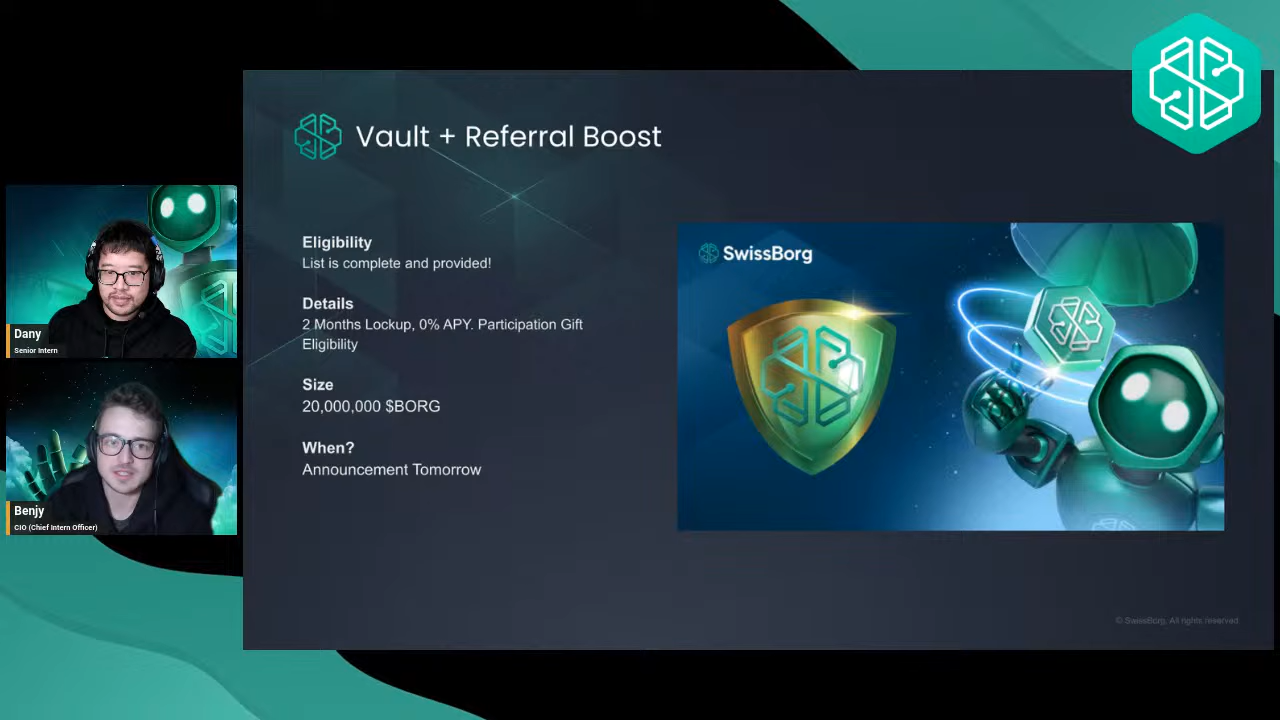 Vault + Referral Boost
Eligibility
List is complete and provided!
Details
2 Months Lockup, 0% APY. Participation Gift
Eligibility
Size
20,000,000 $BORG
When?
Announcement Tomorrow
SwissBorg
Dany
Senior Intern
Benjy
CIO (Chief Intern Officer)
© SwissBorg, All rights reserved